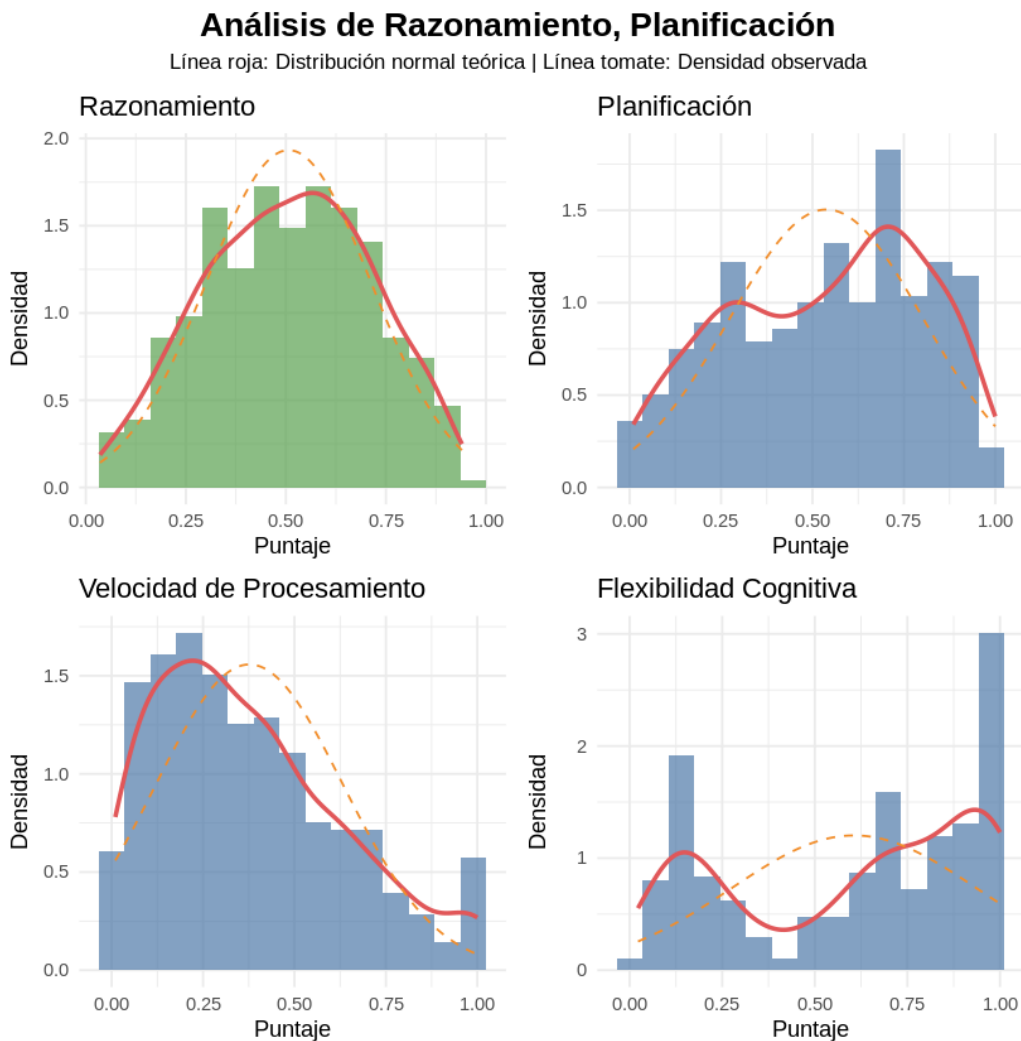 Análisis de Razonamiento, Planificación
Línea roja: Distribución normal teórica | Línea tomate: Densidad observada
Razonamiento
Densidad
2.0
1.5
1.0
0.5
0.0
0.00 0.25 0.50 0.75 1.00
Puntaje
Planificación
Densidad
1.5
1.0
0.5
0.0
0.00 0.25 0.50 0.75 1.00
Puntaje
Velocidad de Procesamiento
Densidad
1.5
1.0
0.5
0.0
0.00 0.25 0.50 0.75 1.00
Puntaje
Flexibilidad Cognitiva
Densidad
3
2
1
0
0.00 0.25 0.50 0.75 1.00
Puntaje